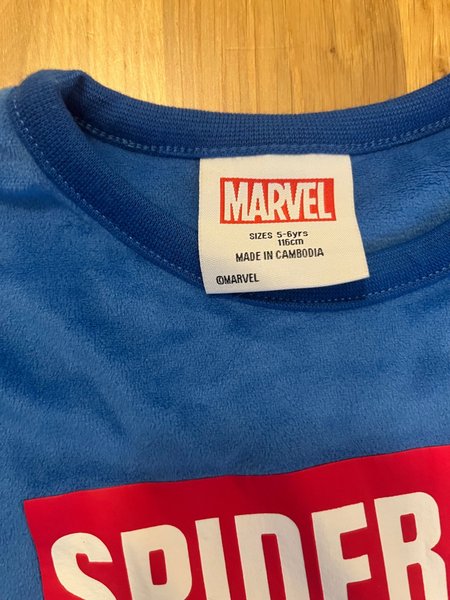 MARVEL
SIZES 5-6yrs
116cm
MADE IN CAMBODIA
©MARVEL
SPIDER